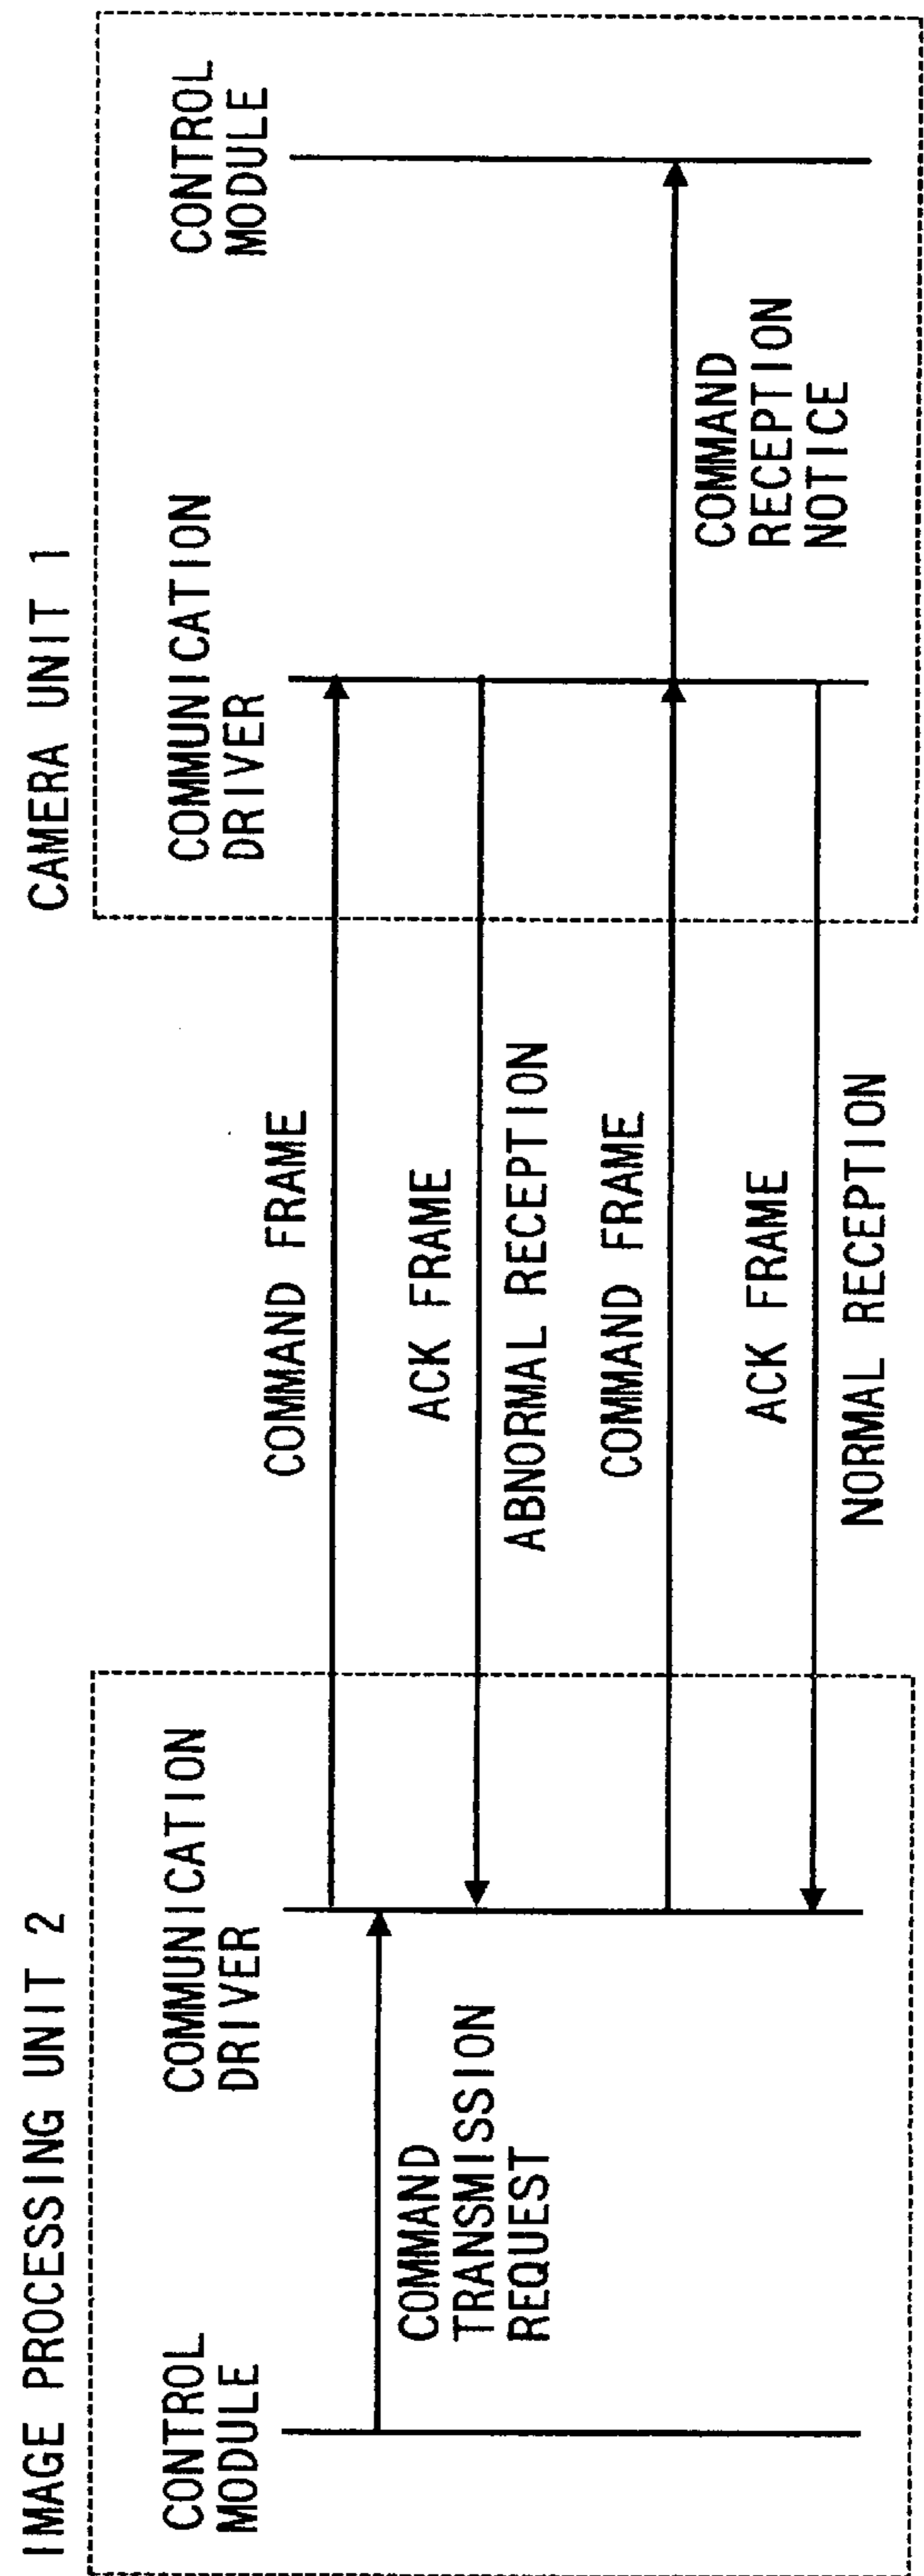 IMAGE PROCESSING UNIT 2
CAMERA UNIT 1
CONTROL
MODULE
COMMUNICATION
DRIVER
COMMUNICATION
DRIVER
CONTROL
MODULE
COMMAND FRAME
COMMAND
TRANSMISSION
REQUEST
ACK FRAME
ABNORMAL RECEPTION
COMMAND FRAME
COMMAND
RECEPTION
NOTICE
ACK FRAME
NORMAL RECEPTION